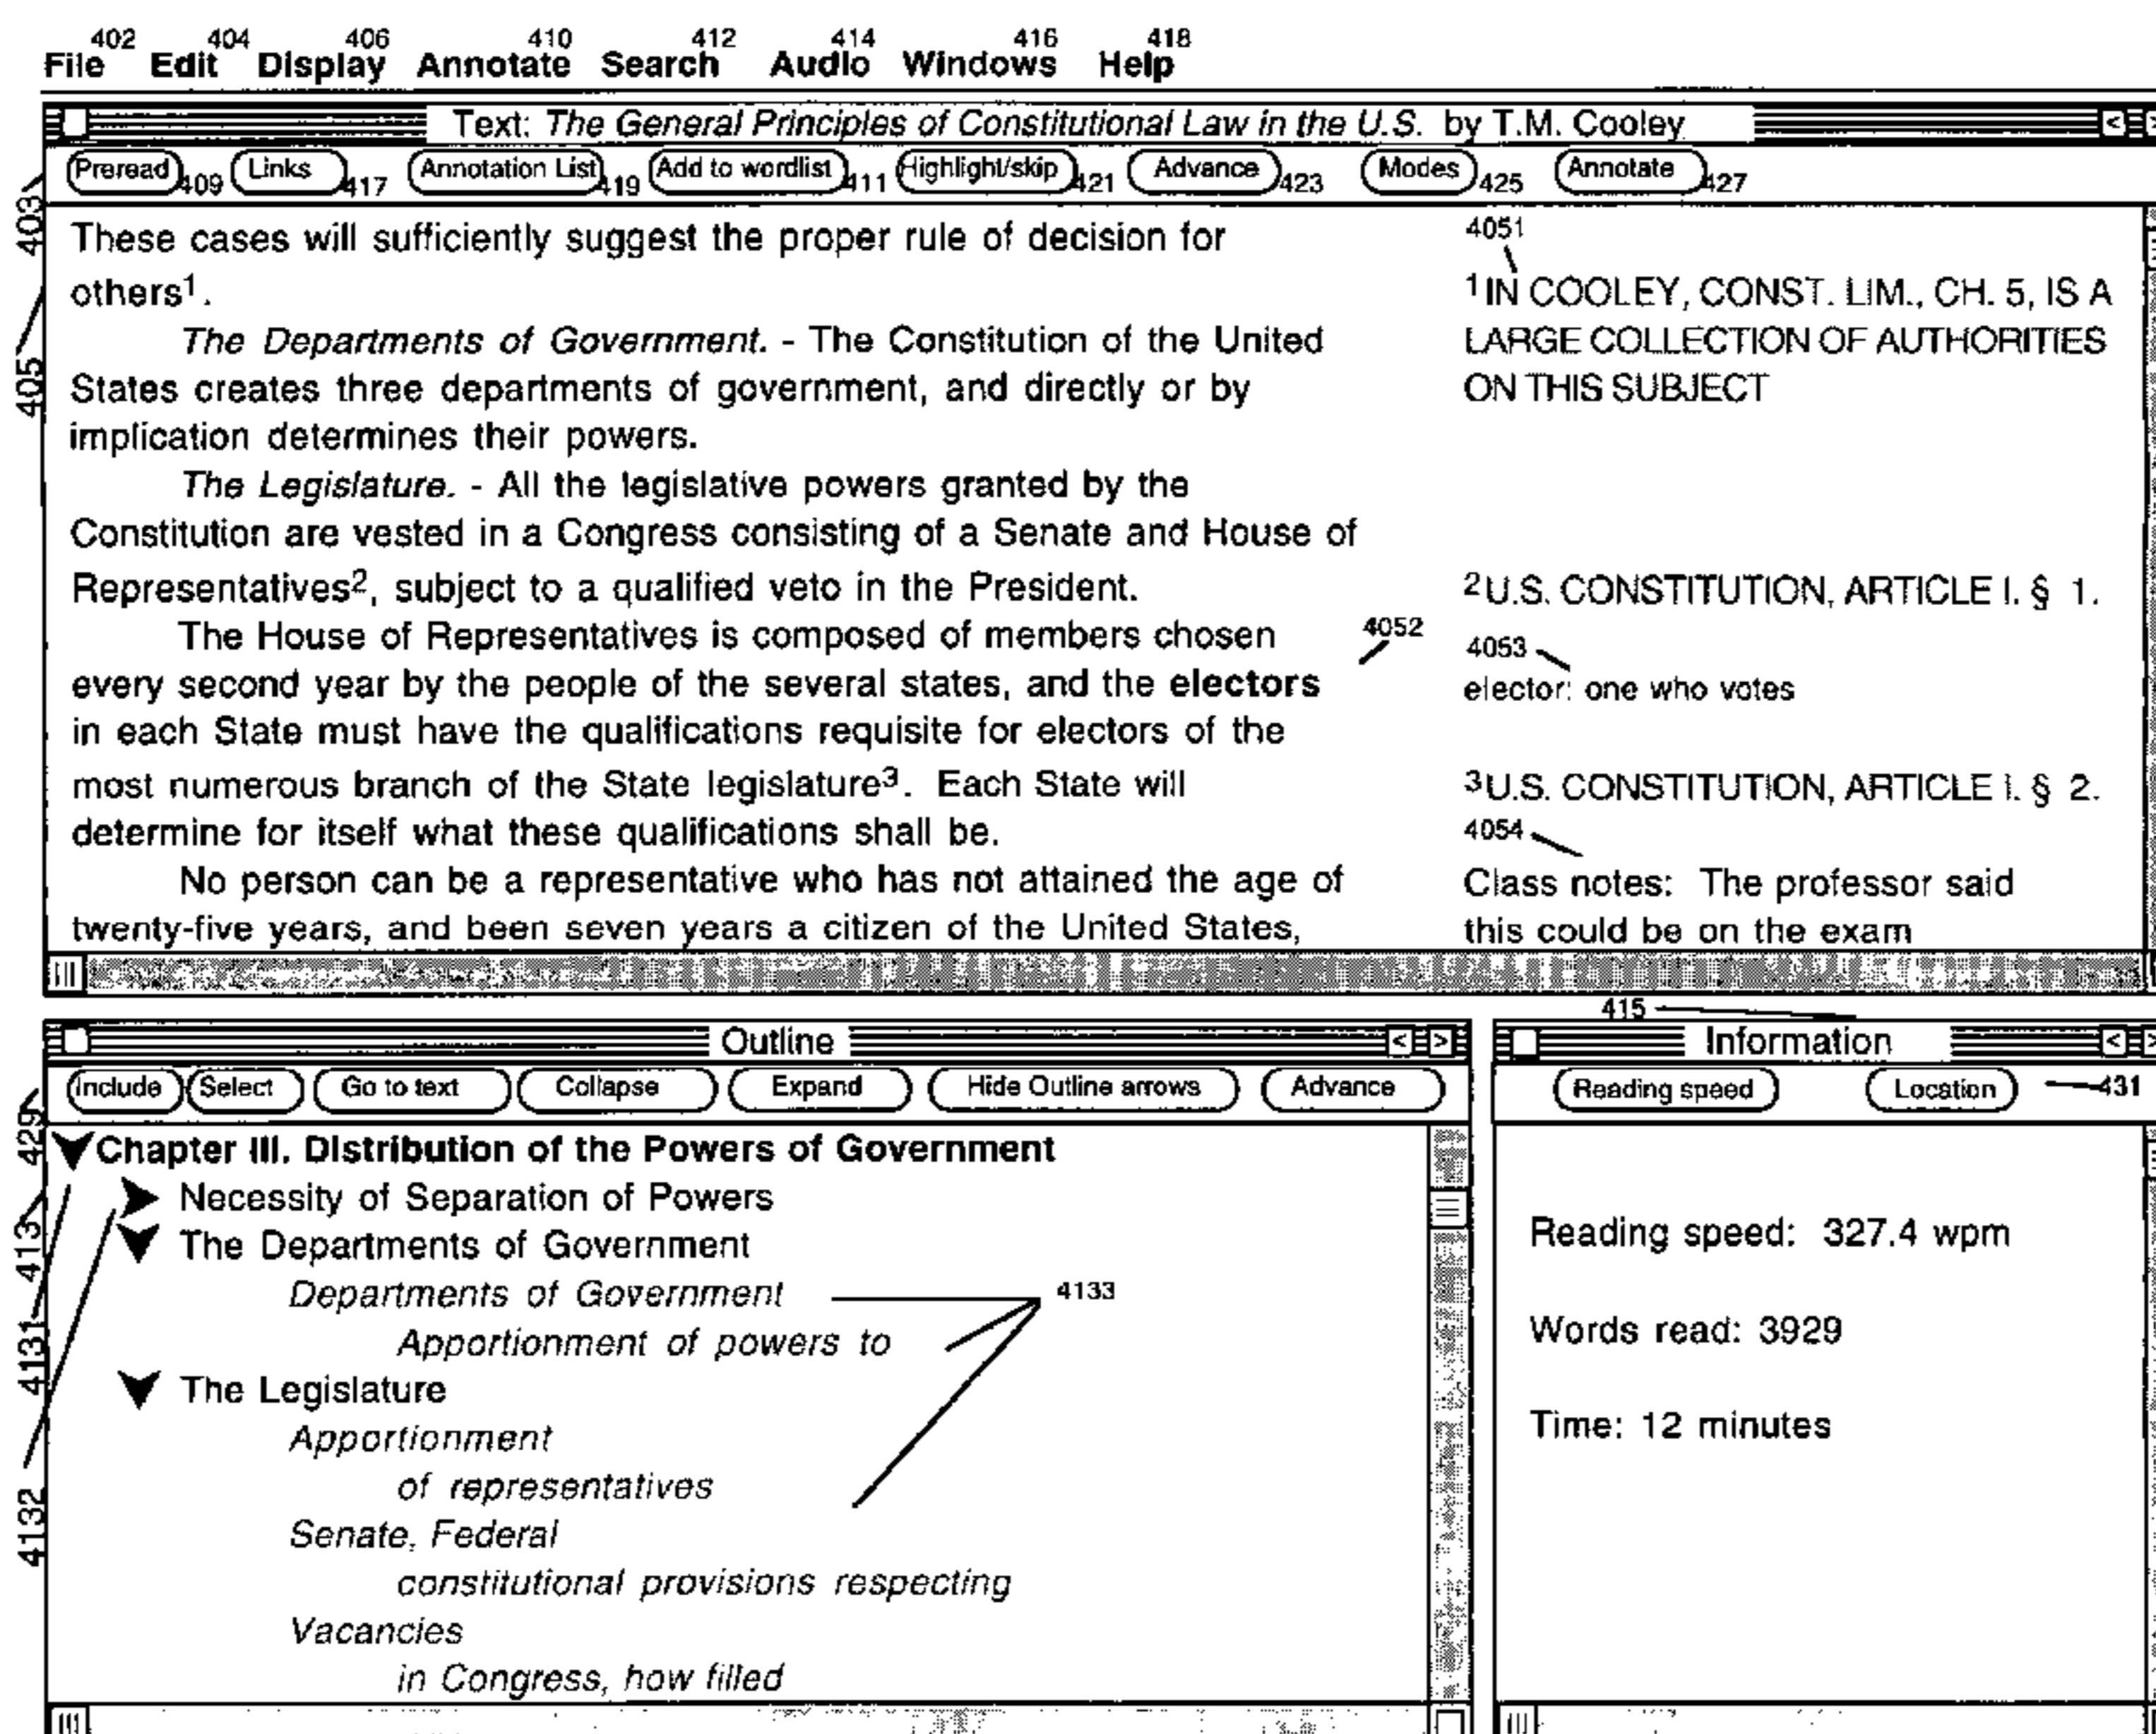 402 404 406 410 412 414 416 418
File Edit Display Annotate Search Audio Windows Help
Text: The General Principles of Constitutional Law in the U.S. by T.M. Cooley < >
Preread 409 Links 417 Annotation List 419 Add to wordlist 411 Highlight/skip 421 Advance 423 Modes 425 Annotate 427
403
405
These cases will sufficiently suggest the proper rule of decision for
others¹.
The Departments of Government. - The Constitution of the United
States creates three departments of government, and directly or by
implication determines their powers.
The Legislature. - All the legislative powers granted by the
Constitution are vested in a Congress consisting of a Senate and House of
Representatives², subject to a qualified veto in the President.
The House of Representatives is composed of members chosen
every second year by the people of the several states, and the electors
in each State must have the qualifications requisite for electors of the
most numerous branch of the State legislature³. Each State will
determine for itself what these qualifications shall be.
No person can be a representative who has not attained the age of
twenty-five years, and been seven years a citizen of the United States,
4051
¹IN COOLEY, CONST. LIM., CH. 5, IS A
LARGE COLLECTION OF AUTHORITIES
ON THIS SUBJECT
²U.S. CONSTITUTION, ARTICLE I. § 1.
4052
4053
elector: one who votes
³U.S. CONSTITUTION, ARTICLE I. § 2.
4054
Class notes: The professor said
this could be on the exam
415
Outline < >
Include Select Go to text Collapse Expand Hide Outline arrows Advance
429
413
4131
4132
Chapter III. Distribution of the Powers of Government
Necessity of Separation of Powers
The Departments of Government
Departments of Government 4133
Apportionment of powers to
The Legislature
Apportionment
of representatives
Senate, Federal
constitutional provisions respecting
Vacancies
in Congress, how filled
Information < >
Reading speed Location 431
Reading speed: 327.4 wpm
Words read: 3929
Time: 12 minutes